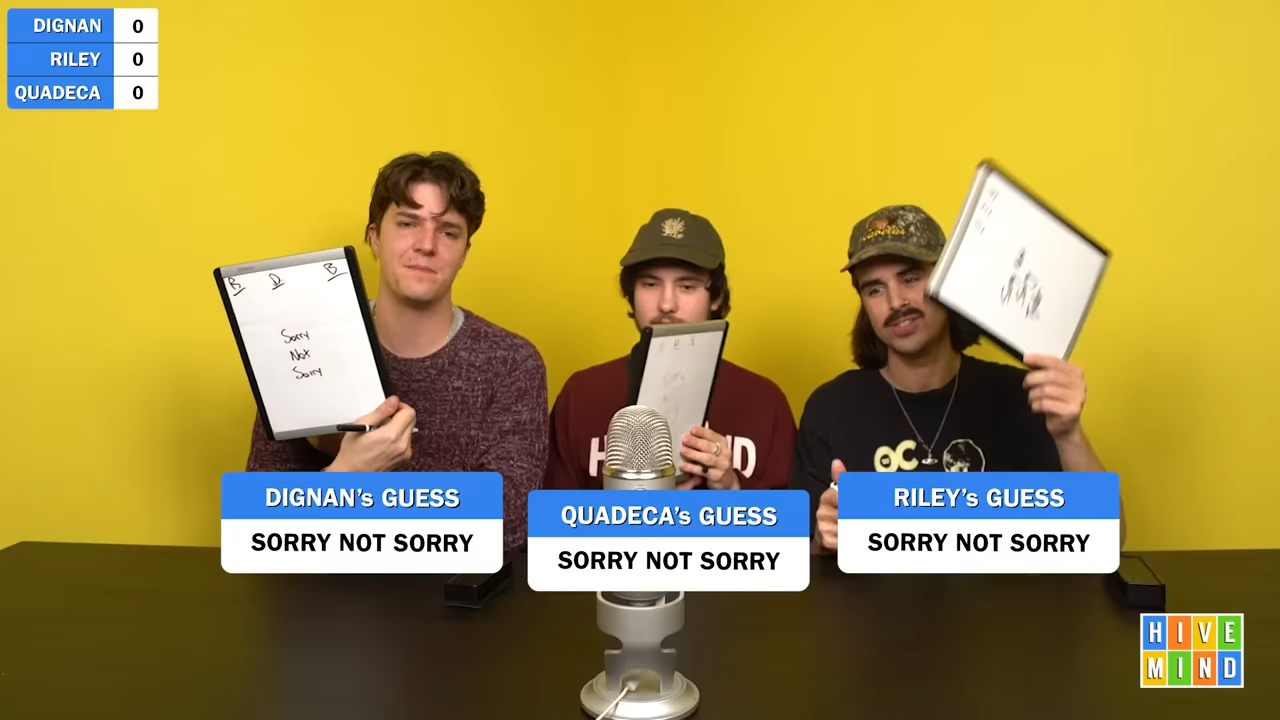 DIGNAN 0
RILEY 0
QUADECA 0
R D B
Sorry
Not
Sorry
OC
DIGNAN's GUESS
SORRY NOT SORRY
QUADECA's GUESS
SORRY NOT SORRY
RILEY's GUESS
SORRY NOT SORRY
HIVE
MIND